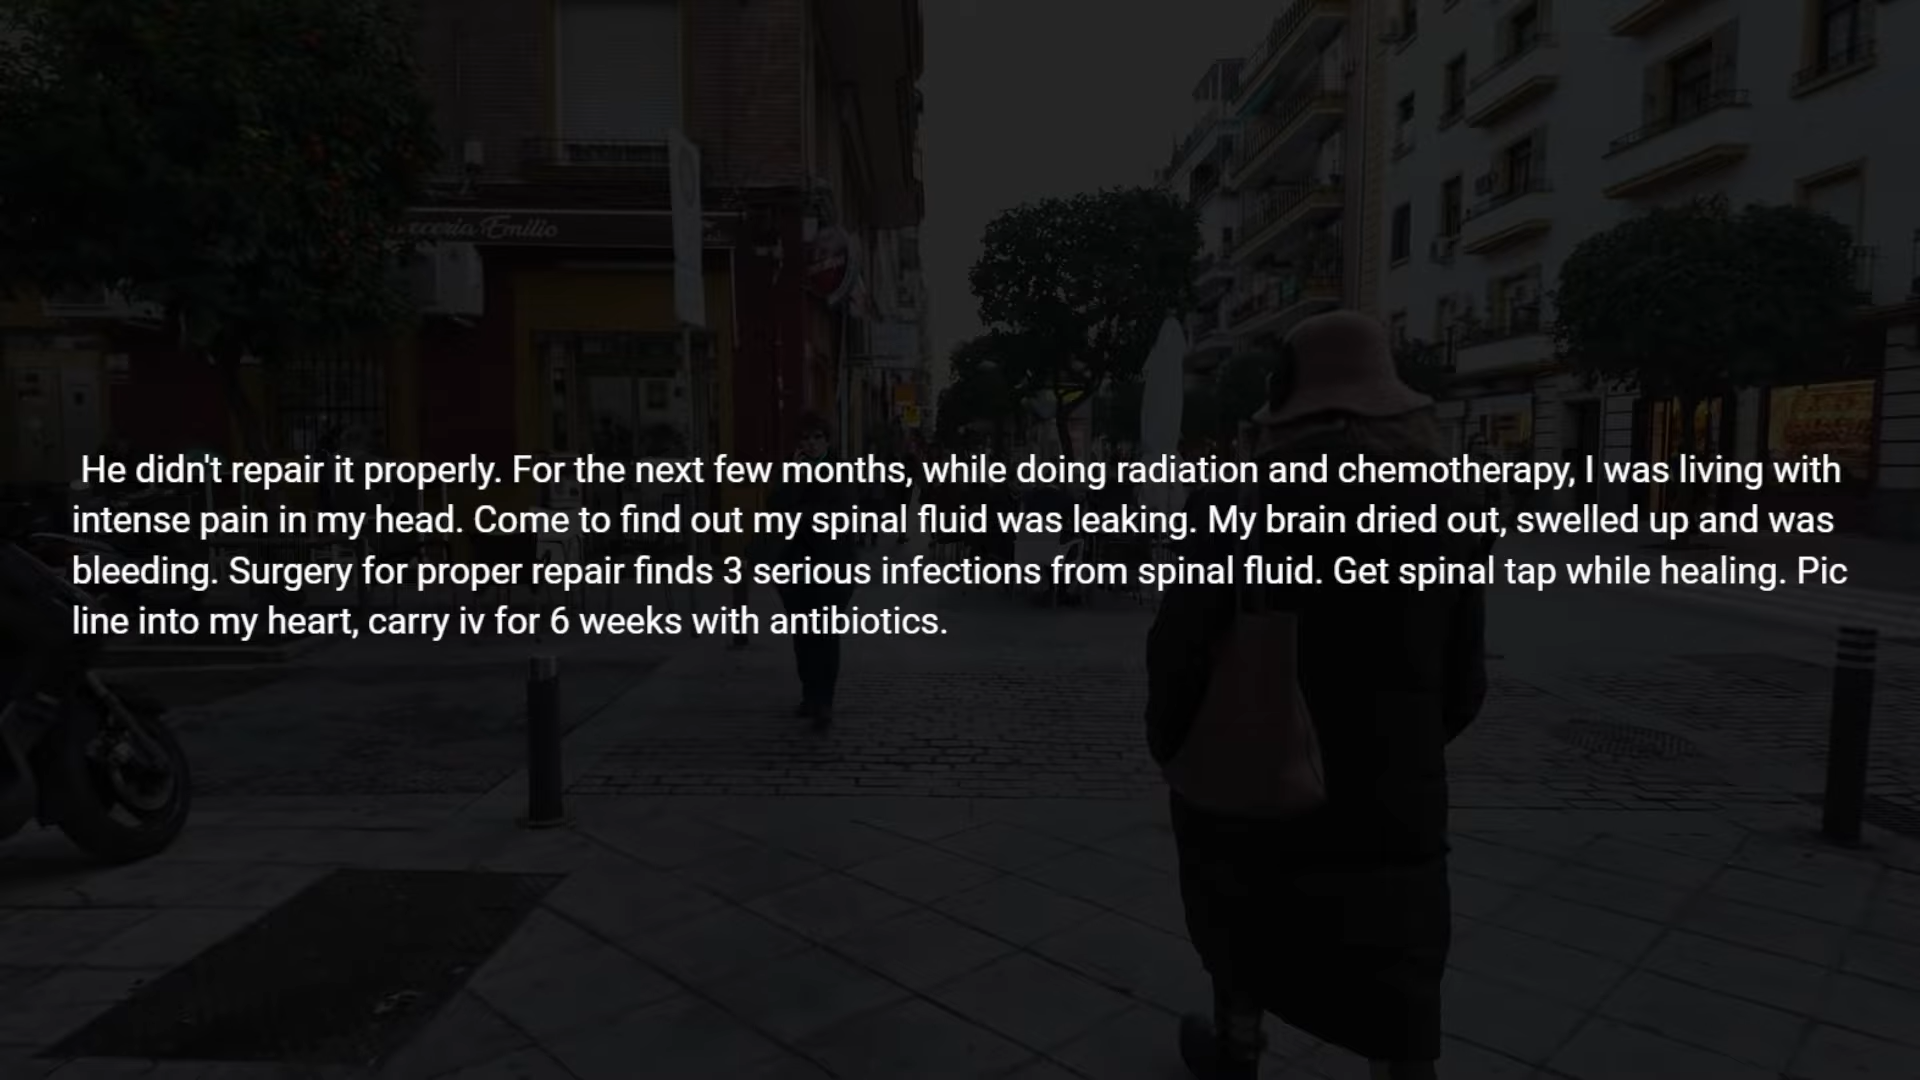 ...cceria Emilio
He didn't repair it properly. For the next few months, while doing radiation and chemotherapy, I was living with
intense pain in my head. Come to find out my spinal fluid was leaking. My brain dried out, swelled up and was
bleeding. Surgery for proper repair finds 3 serious infections from spinal fluid. Get spinal tap while healing. Pic
line into my heart, carry iv for 6 weeks with antibiotics.